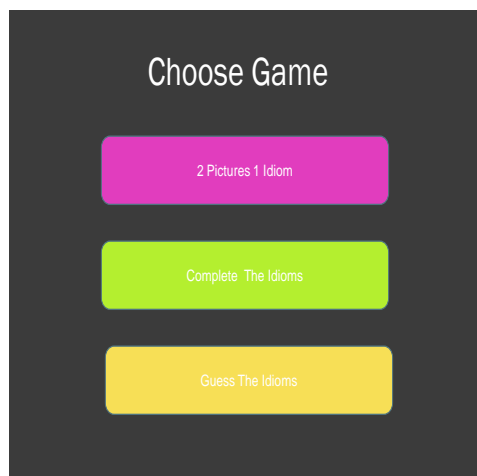 Choose Game
2 Pictures 1 Idiom
Complete The Idioms
Guess The Idioms